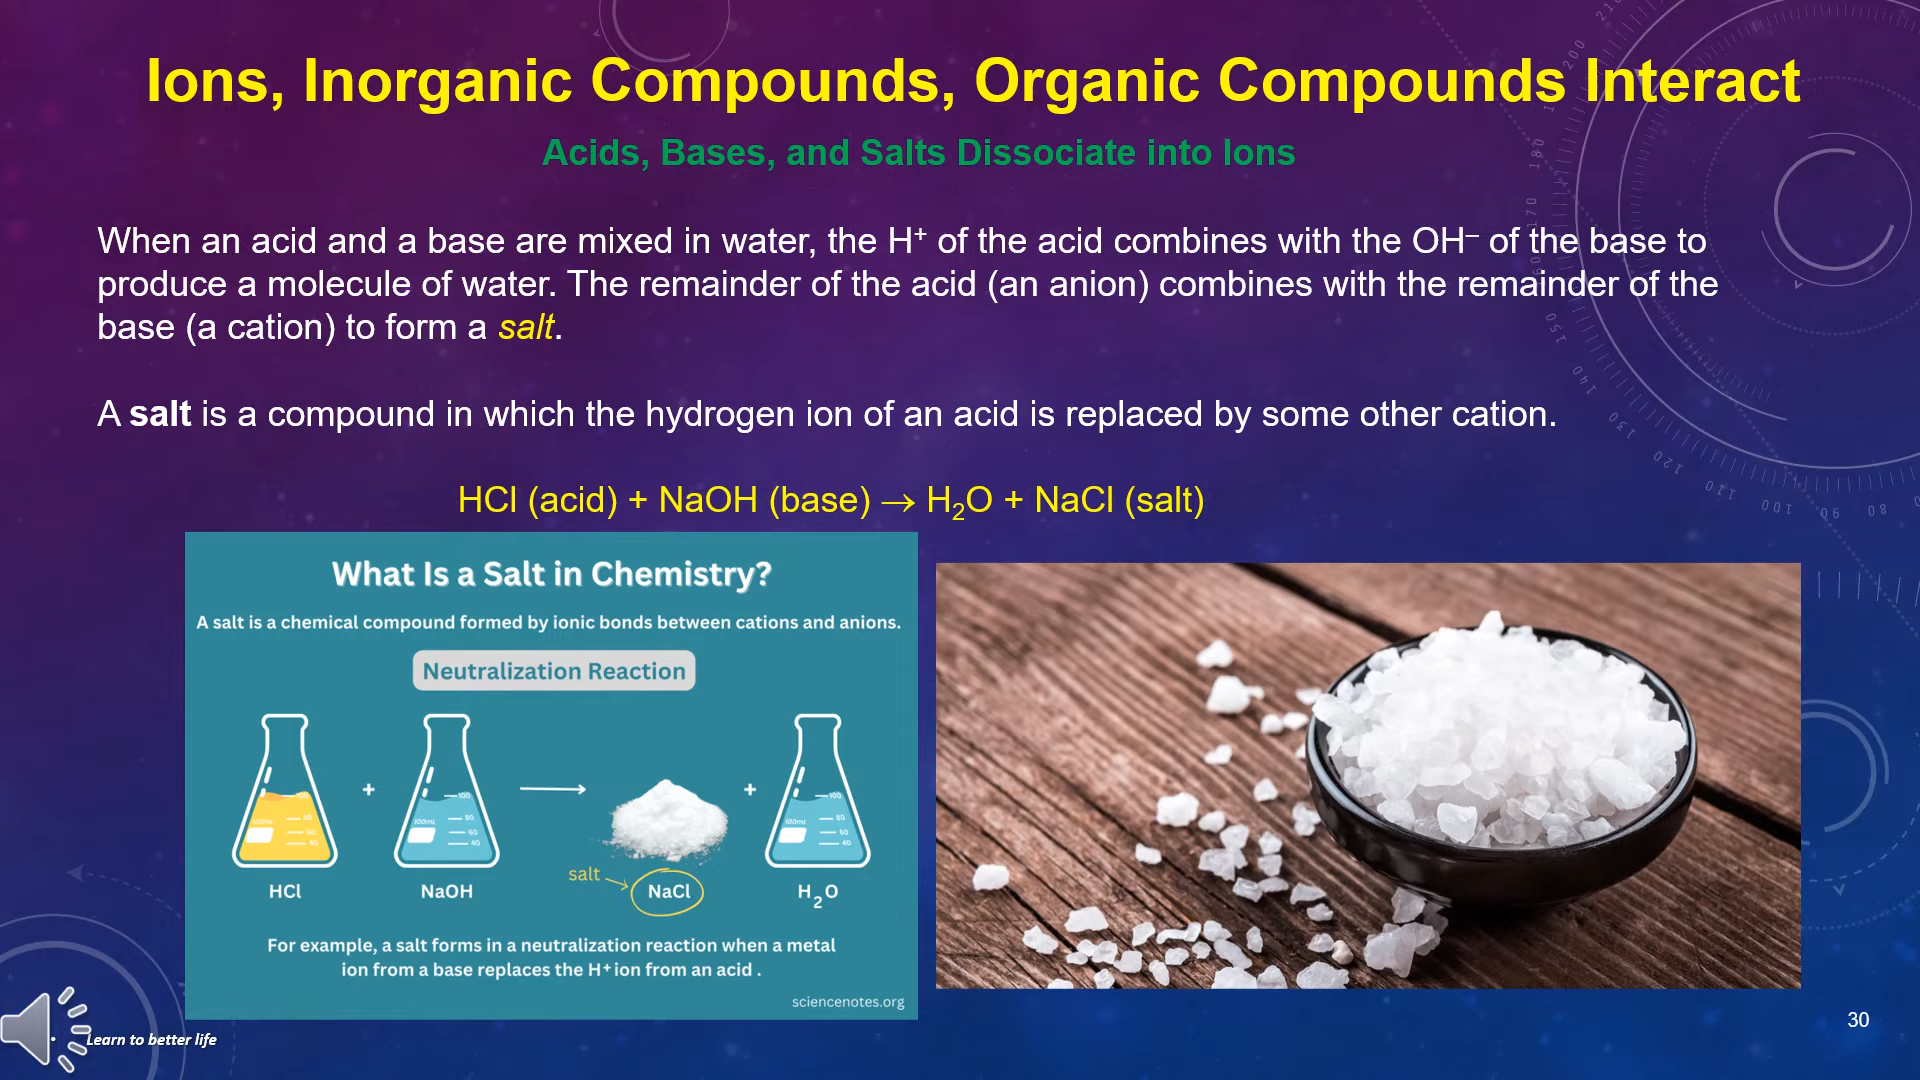 Ions, Inorganic Compounds, Organic Compounds Interact
Acids, Bases, and Salts Dissociate into Ions
When an acid and a base are mixed in water, the H⁺ of the acid combines with the OH⁻ of the base to
produce a molecule of water. The remainder of the acid (an anion) combines with the remainder of the
base (a cation) to form a salt.
A salt is a compound in which the hydrogen ion of an acid is replaced by some other cation.
HCl (acid) + NaOH (base) → H₂O + NaCl (salt)
What Is a Salt in Chemistry?
A salt is a chemical compound formed by ionic bonds between cations and anions.
Neutralization Reaction
+ → +
salt
HCl NaOH NaCl H₂O
For example, a salt forms in a neutralization reaction when a metal
ion from a base replaces the H⁺ ion from an acid .
sciencenotes.org
30
• Learn to better life